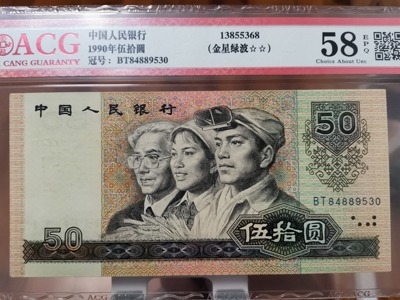 ACG
CANG GUARANTY
中国人民银行
1990年伍拾圆
冠号: BT84889530
13855368
(金星绿波☆☆)
58 EPQ
Choice About Unc
中国人民银行
50
BT84889530
50
伍拾圆